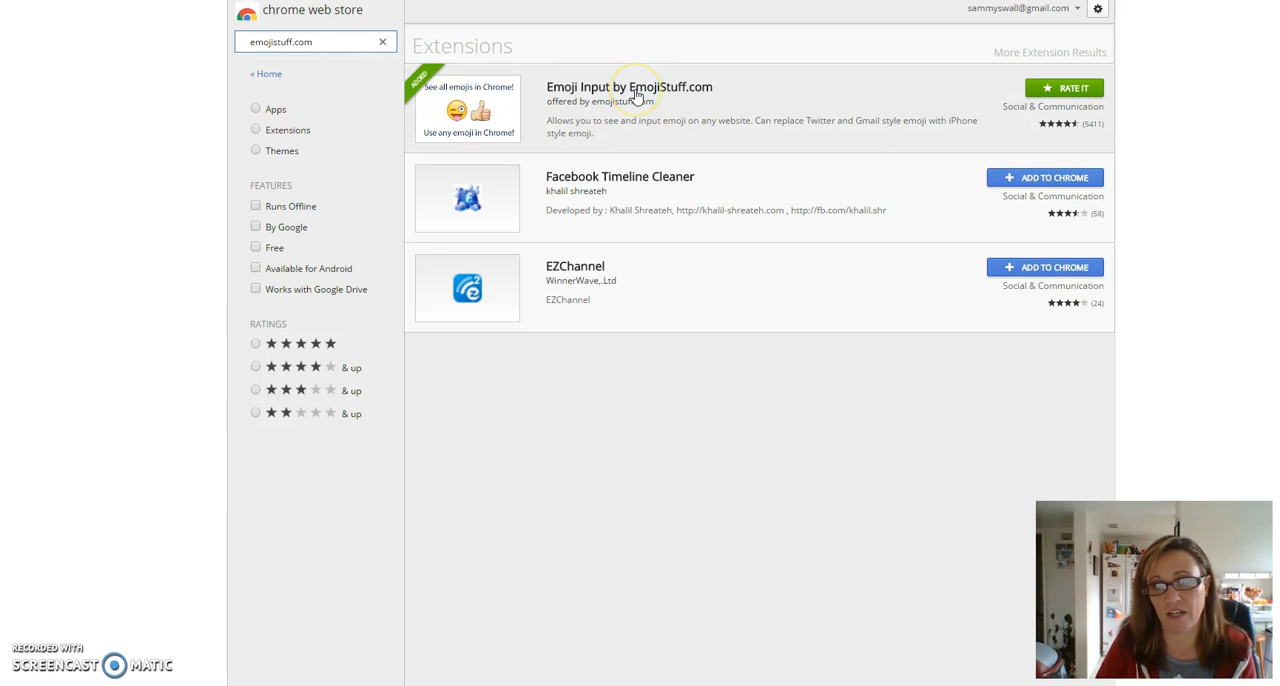 chrome web store
sammyswall@gmail.com
emojistuff.com
« Home
Apps
Extensions
Themes
FEATURES
Runs Offline
By Google
Free
Available for Android
Works with Google Drive
RATINGS
& up
& up
& up
Extensions
More Extension Results
ADDED
See all emojis in Chrome!
Use any emoji in Chrome!
Emoji Input by EmojiStuff.com
offered by emojistuff.com
Allows you to see and input emoji on any website. Can replace Twitter and Gmail style emoji with iPhone
style emoji.
RATE IT
Social & Communication
(5411)
Facebook Timeline Cleaner
khalil shreateh
Developed by : Khalil Shreateh, http://khalil-shreateh.com , http://fb.com/khalil.shr
ADD TO CHROME
Social & Communication
(58)
EZChannel
WinnerWave,.Ltd
EZChannel
ADD TO CHROME
Social & Communication
(24)
RECORDED WITH
SCREENCAST MATIC